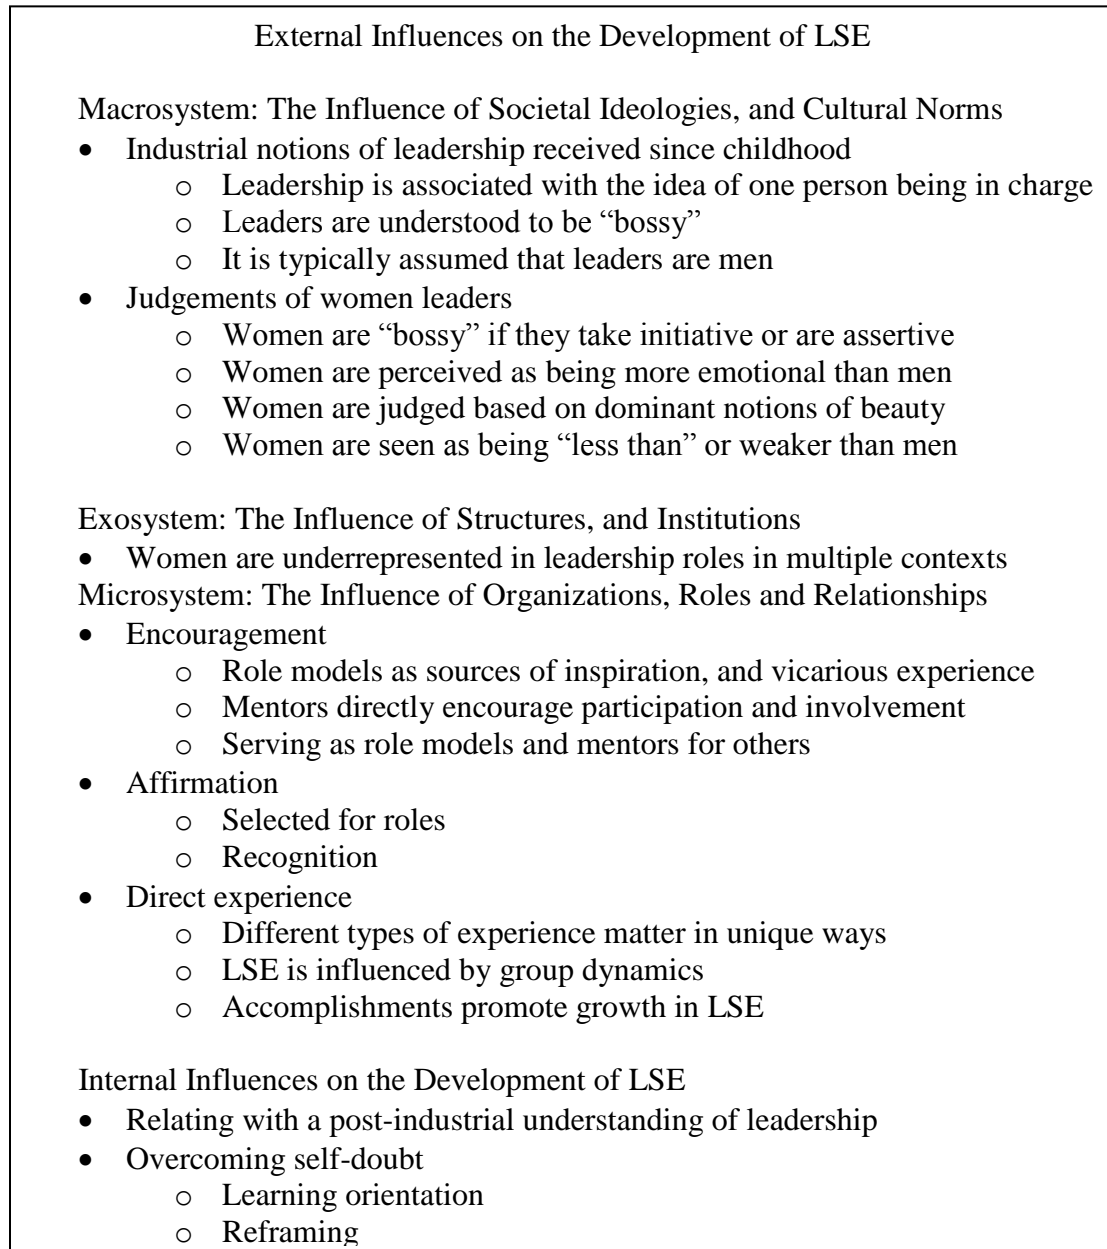 External Influences on the Development of LSE
Macrosystem: The Influence of Societal Ideologies, and Cultural Norms
• Industrial notions of leadership received since childhood
o Leadership is associated with the idea of one person being in charge
o Leaders are understood to be “bossy”
o It is typically assumed that leaders are men
• Judgements of women leaders
o Women are “bossy” if they take initiative or are assertive
o Women are perceived as being more emotional than men
o Women are judged based on dominant notions of beauty
o Women are seen as being “less than” or weaker than men
Exosystem: The Influence of Structures, and Institutions
• Women are underrepresented in leadership roles in multiple contexts
Microsystem: The Influence of Organizations, Roles and Relationships
• Encouragement
o Role models as sources of inspiration, and vicarious experience
o Mentors directly encourage participation and involvement
o Serving as role models and mentors for others
• Affirmation
o Selected for roles
o Recognition
• Direct experience
o Different types of experience matter in unique ways
o LSE is influenced by group dynamics
o Accomplishments promote growth in LSE
Internal Influences on the Development of LSE
• Relating with a post-industrial understanding of leadership
• Overcoming self-doubt
o Learning orientation
o Reframing